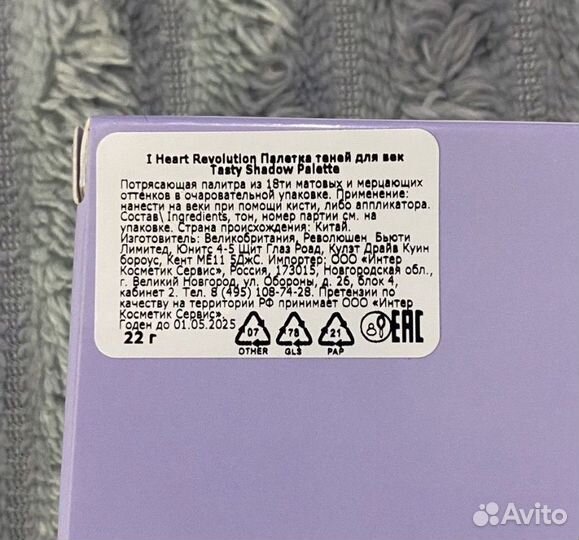 I Heart Revolution Палетка теней для век
Tasty Shadow Palette
Потрясающая палитра из 18ти матовых и мерцающих
оттенков в очаровательной упаковке. Применение:
нанести на веки при помощи кисти, либо аппликатора.
Состав\ Ingredients, тон, номер партии см. на
упаковке. Страна происхождения: Китай.
Изготовитель: Великобритания, Революшен Бьюти
Лимитед, Юнитс 4-5 Щит Глаз Роад, Кулэт Драйв Куин
бороус, Кент МЕ11 5ДжС. Импортер: ООО «Интер
Косметик Сервис», Россия, 173015, Новгородская обл.,
г. Великий Новгород, ул. Обороны, д. 26, блок 4,
кабинет 2. Тел. 8 (495) 108-74-28. Претензии по
качеству на территории РФ принимает ООО «Интер
Косметик Сервис».
Годен до 01.05.2025
22 г
07 78 21 EAC
OTHER GLS PAP
Avito